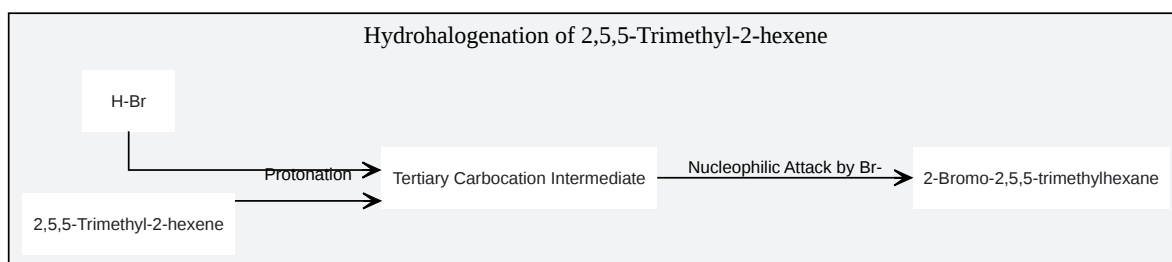 Hydrohalogenation of 2,5,5-Trimethyl-2-hexene
H-Br
Protonation
Tertiary Carbocation Intermediate
Nucleophilic Attack by Br-
2-Bromo-2,5,5-trimethylhexane
2,5,5-Trimethyl-2-hexene